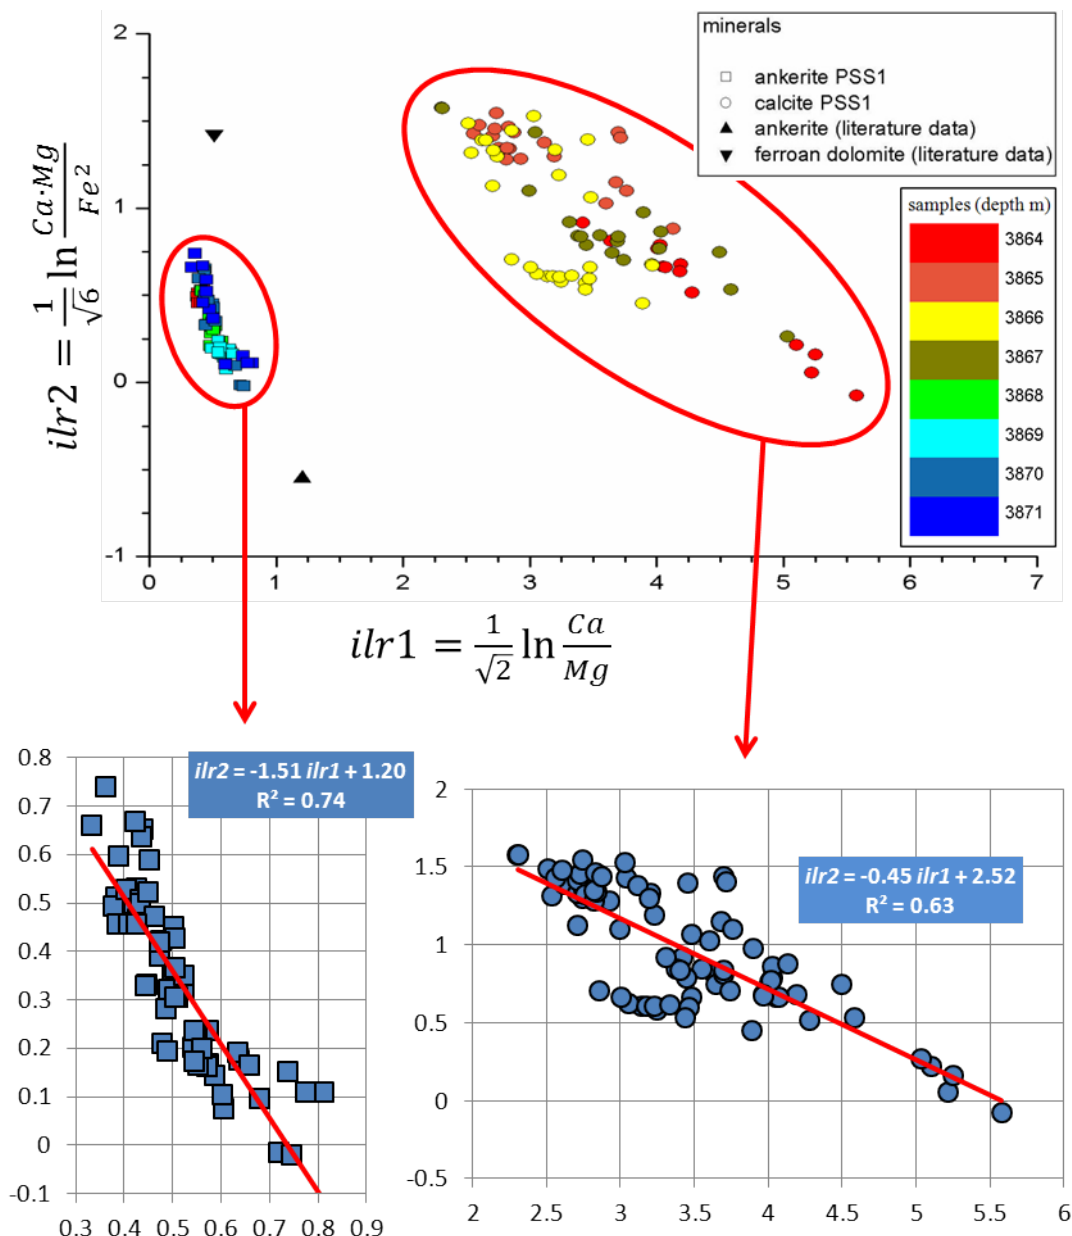 2
1
0
-1
0
1
2
3
4
5
6
7
ilr2 = 1/√6 ln Ca·Mg/Fe²
minerals
ankerite PSS1
calcite PSS1
ankerite (literature data)
ferroan dolomite (literature data)
samples (depth m)
3864
3865
3866
3867
3868
3869
3870
3871
ilr1 = 1/√2 ln Ca/Mg
ilr2 = -1.51 ilr1 + 1.20
R² = 0.74
0.8
0.7
0.6
0.5
0.4
0.3
0.2
0.1
0
-0.1
0.3 0.4 0.5 0.6 0.7 0.8 0.9
ilr2 = -0.45 ilr1 + 2.52
R² = 0.63
2
1.5
1
0.5
0
-0.5
2 2.5 3 3.5 4 4.5 5 5.5 6